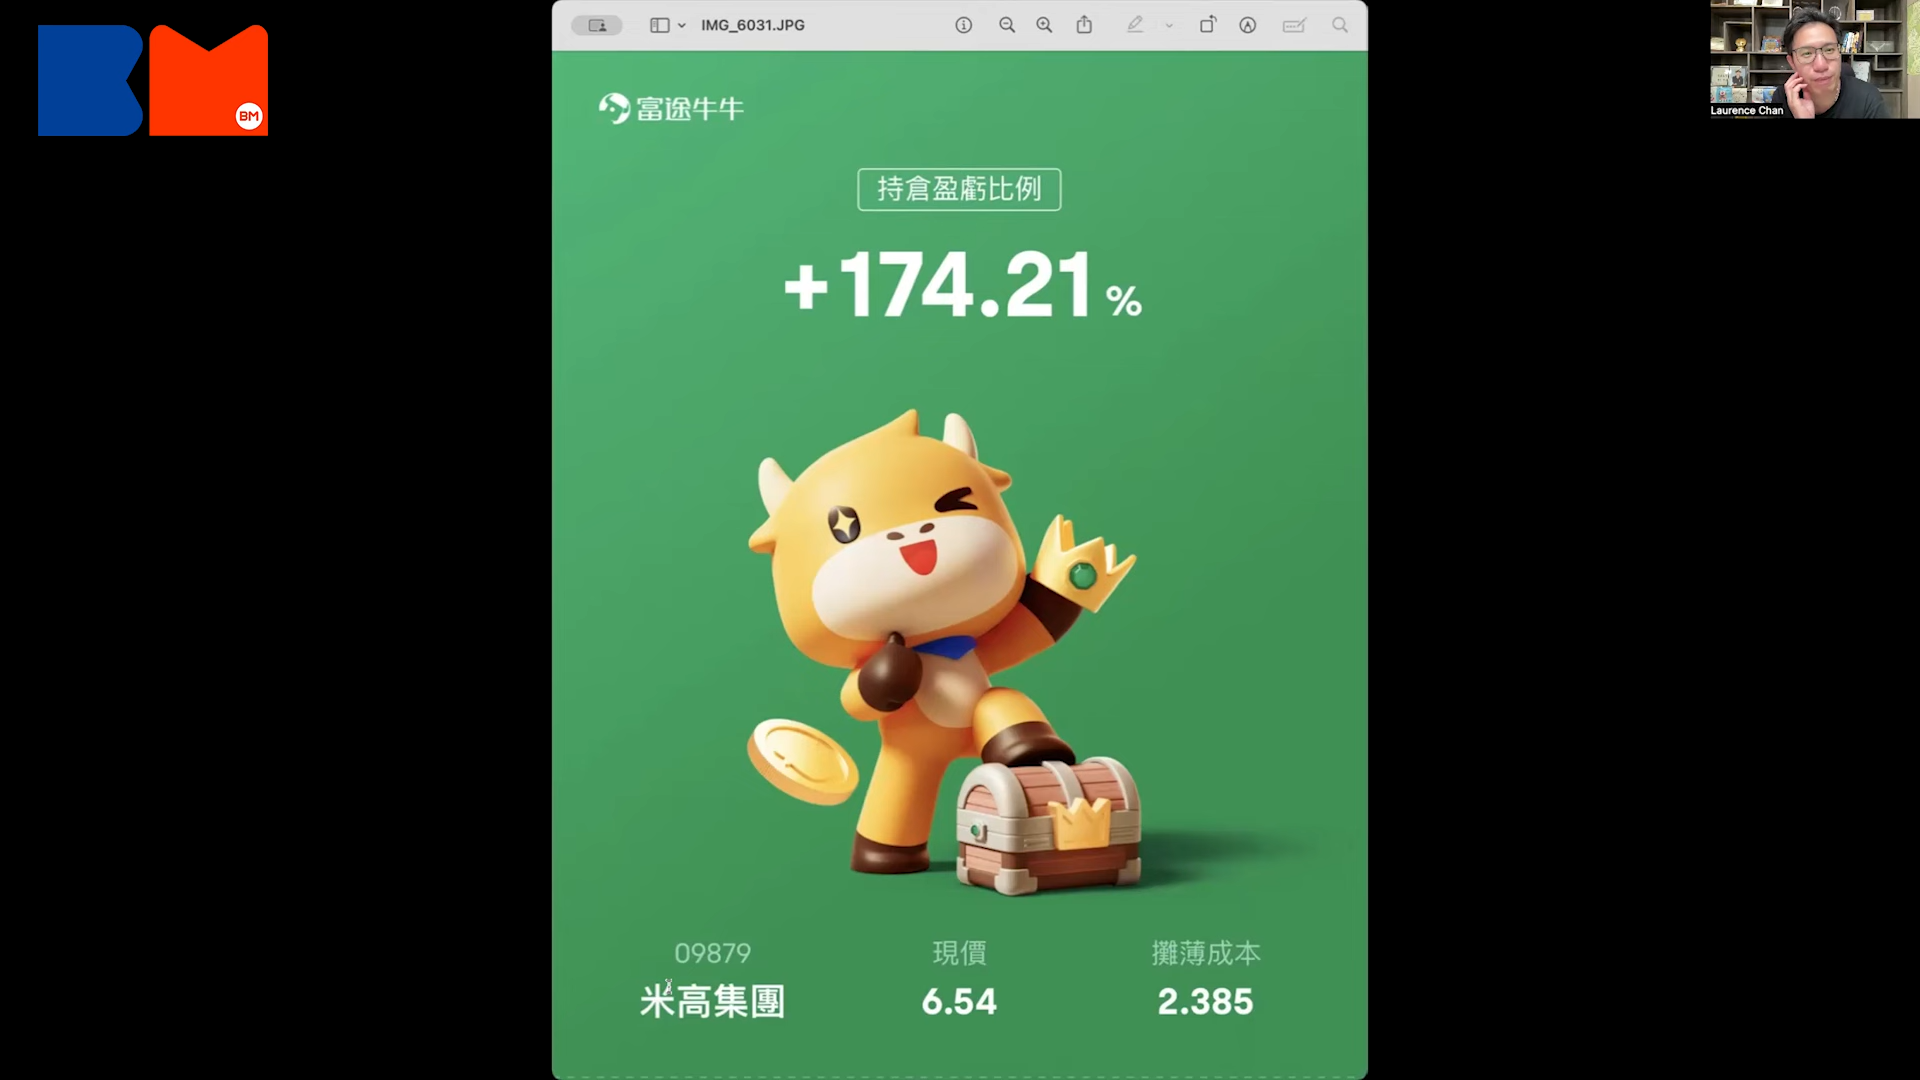 BM
IMG_6031.JPG
Laurence Chan
富途牛牛
持倉盈虧比例
+174.21%
09879
現價
攤薄成本
米高集團
6.54
2.385